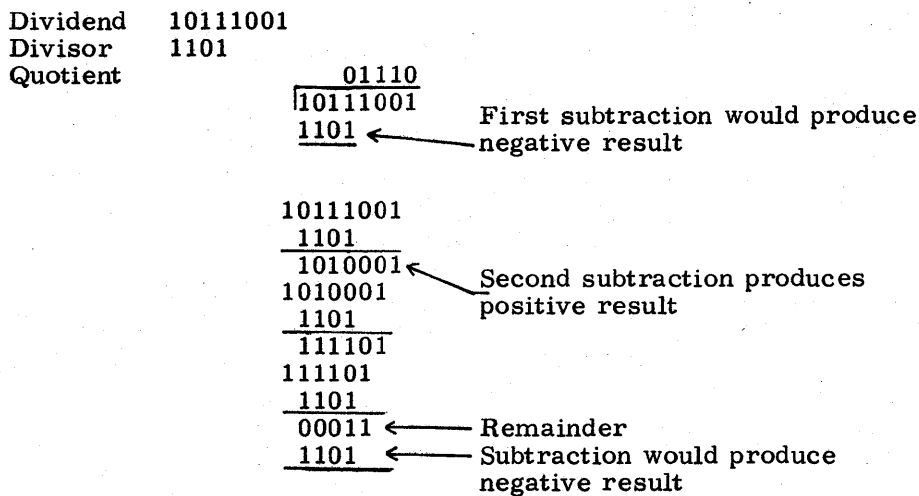 Dividend 10111001
Divisor 1101
Quotient 01110
10111001
1101
First subtraction would produce
negative result
10111001
1101
1010001
Second subtraction produces
positive result
1010001
1101
111101
111101
1101
00011
Remainder
1101
Subtraction would produce
negative result